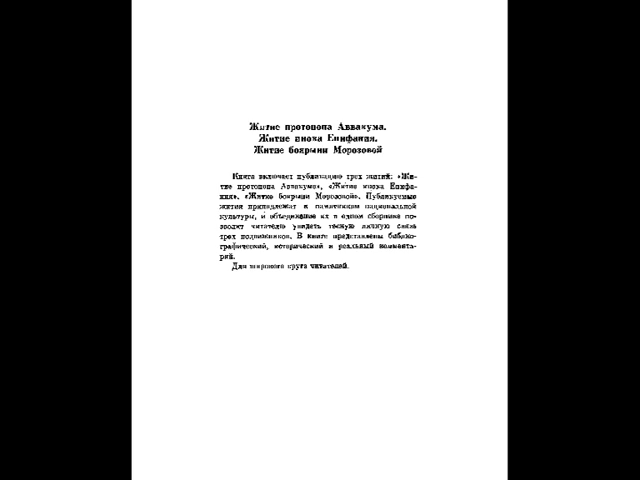 Житие протопопа Аввакума.
Житие инока Епифания.
Житие боярыни Морозовой
Книга включает публикацию трех житий: «Жи-
тие протопопа Аввакума», «Житие инока Епифа-
ния», «Житие боярыни Морозовой». Публикуемые
жития принадлежат к памятникам национальной
культуры, и объединение их в одном сборнике по-
зволит читателю увидеть тесную личную связь
трех подвижников. В книге представлены библио-
графический, исторический и реальный коммента-
рий.
Для широкого круга читателей.